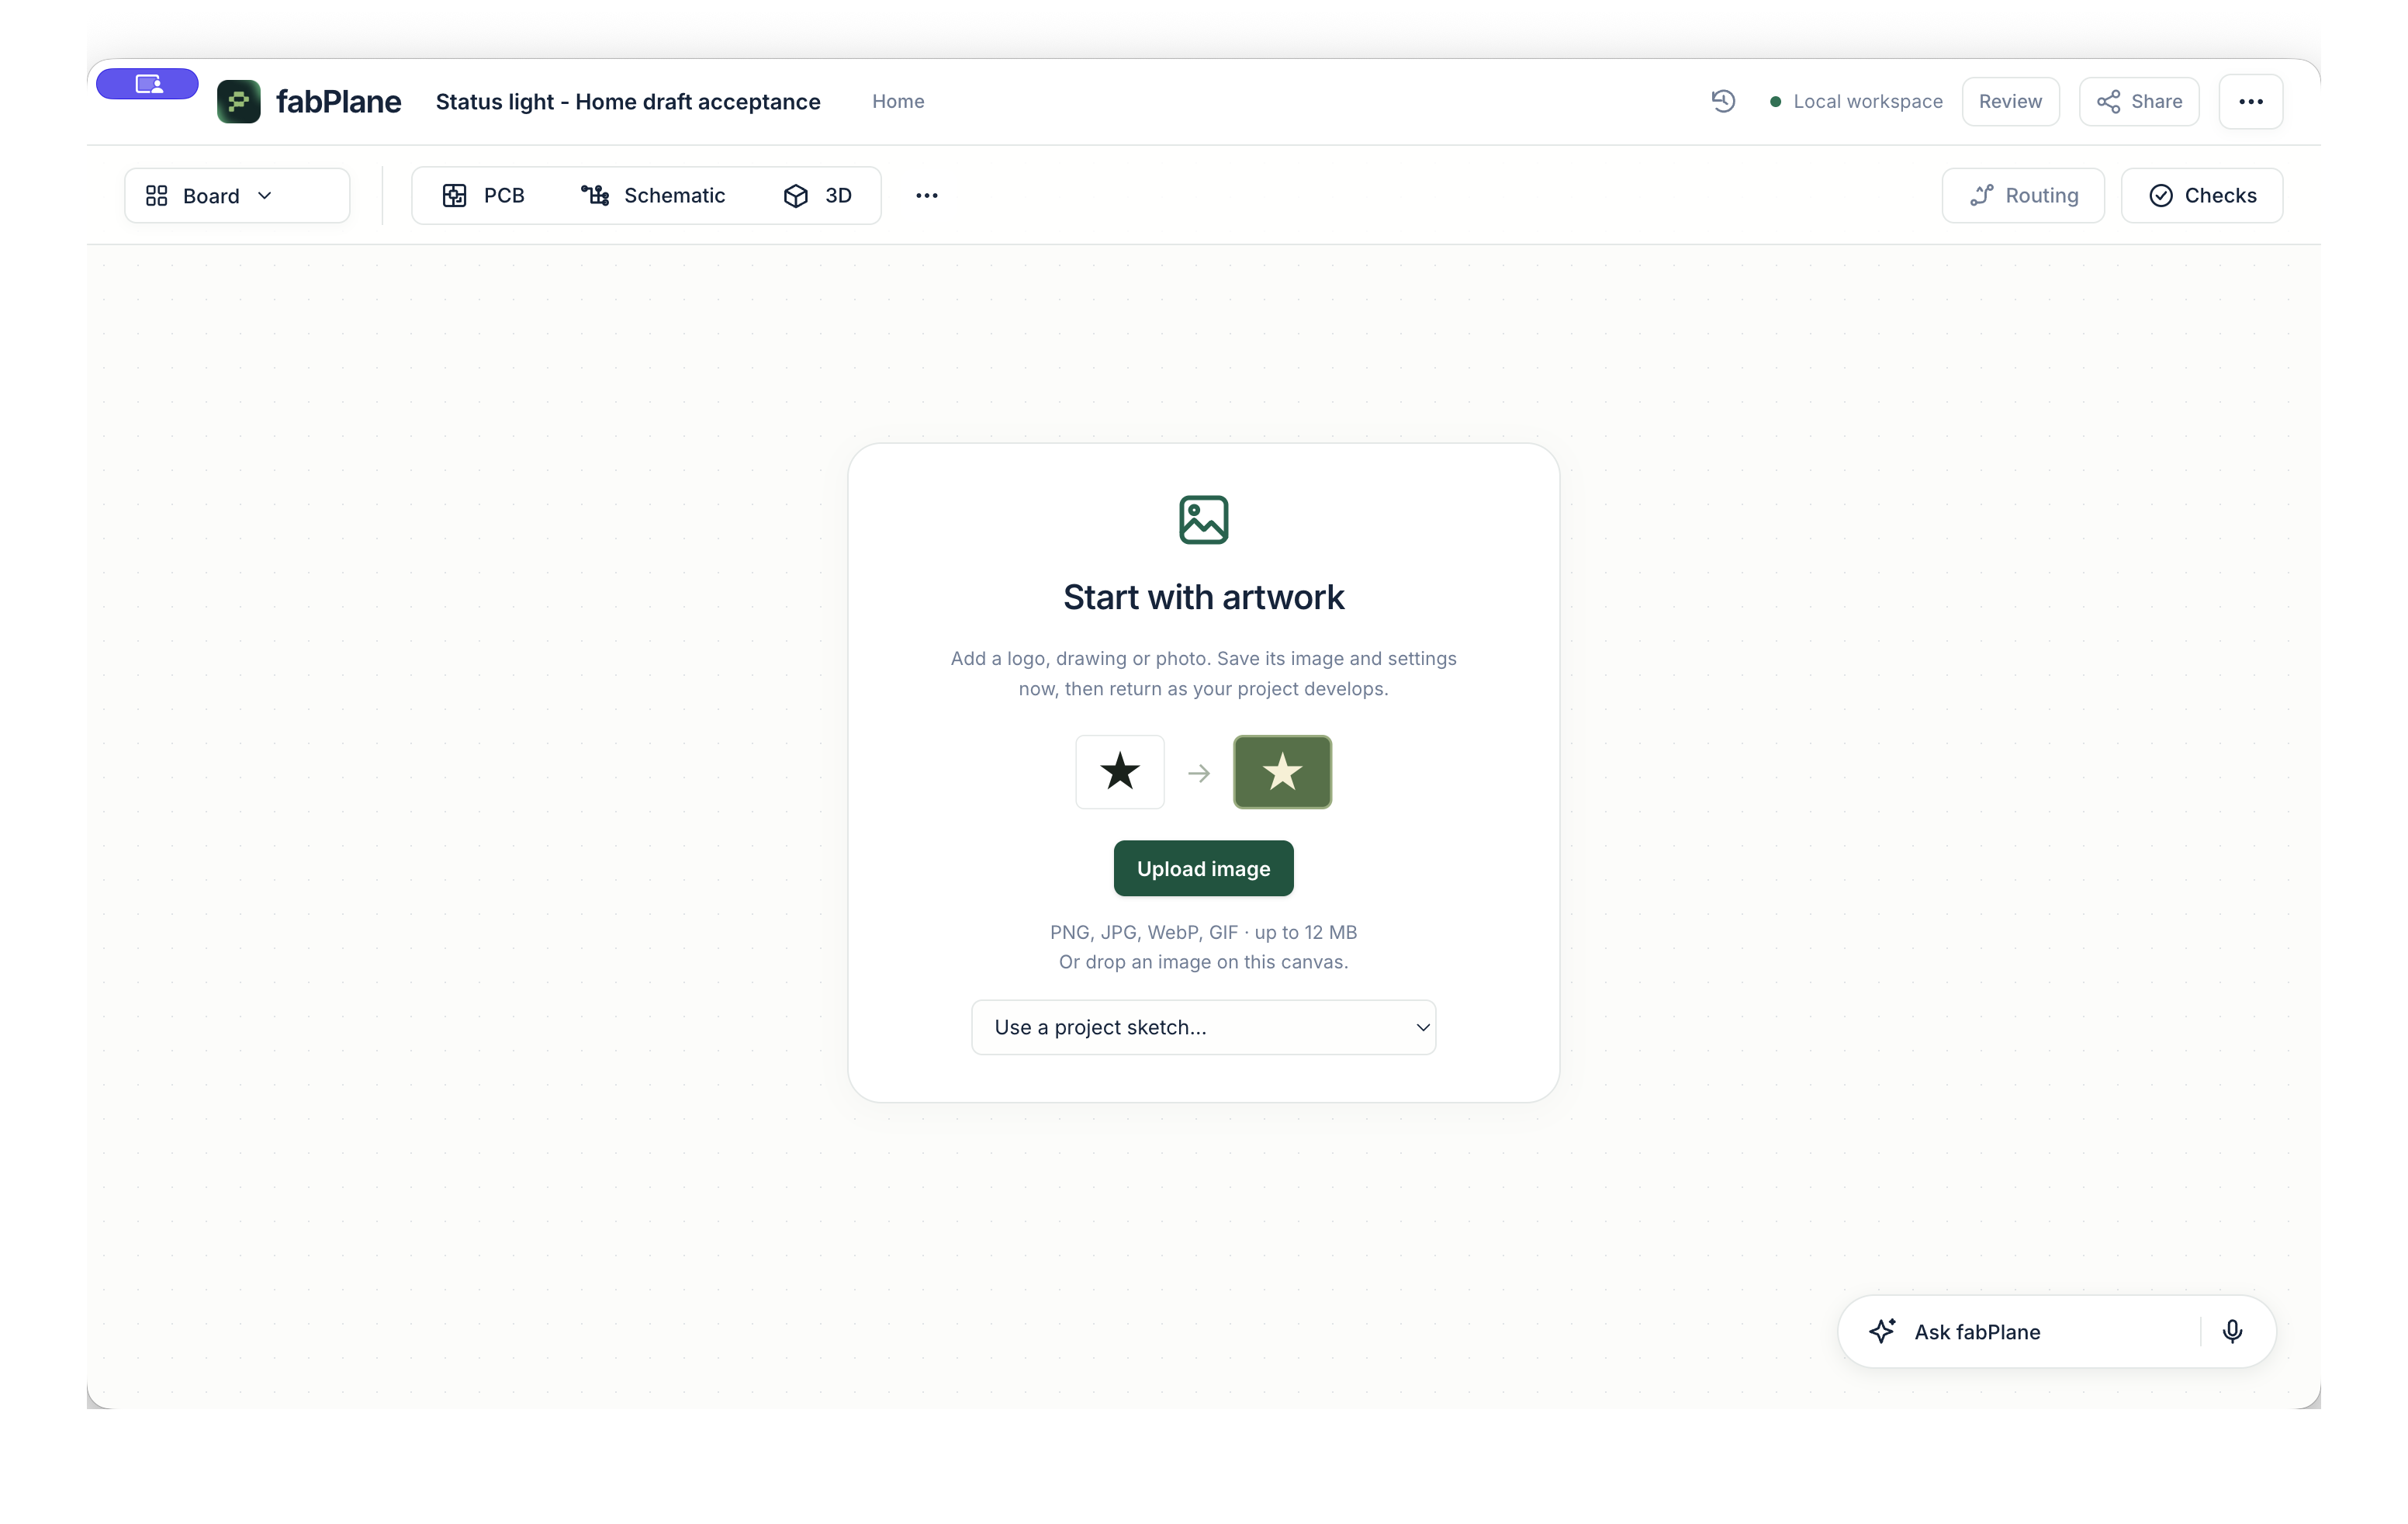 fabPlane
Status light - Home draft acceptance
Home
Local workspace
Review
Share
Board
PCB
Schematic
3D
Routing
Checks
Start with artwork
Add a logo, drawing or photo. Save its image and settings
now, then return as your project develops.
Upload image
PNG, JPG, WebP, GIF · up to 12 MB
Or drop an image on this canvas.
Use a project sketch...
Ask fabPlane